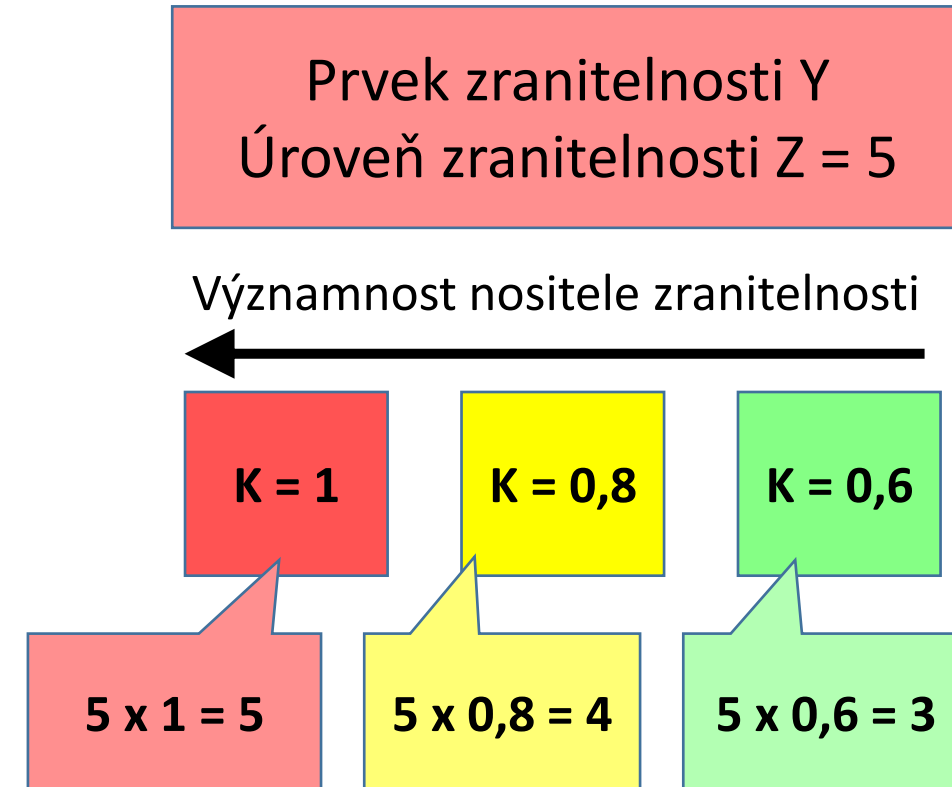 Prvek zranitelnosti Y
Úroveň zranitelnosti Z = 5
Významnost nositele zranitelnosti
K = 1
K = 0,8
K = 0,6
5 x 1 = 5
5 x 0,8 = 4
5 x 0,6 = 3